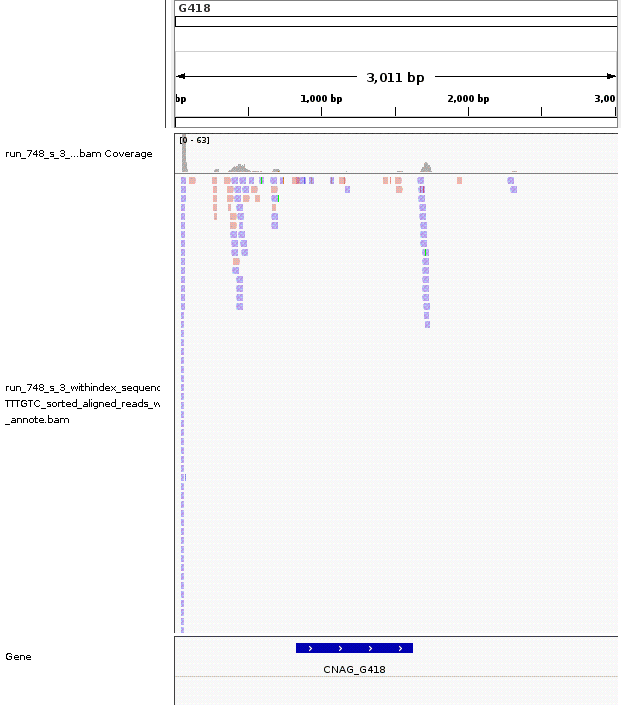 G418
3,011 bp
bp 1,000 bp 2,000 bp 3,00
[0 - 63]
run_748_s_3_...bam Coverage
run_748_s_3_withindex_sequenc
TTTGTC_sorted_aligned_reads_w
_annote.bam
Gene
CNAG_G418